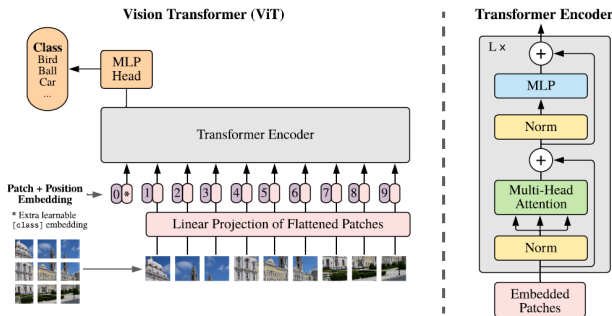 Vision Transformer (ViT)
Class
Bird
Ball
Car
...
MLP
Head
Transformer Encoder
0 * 1 2 3 4 5 6 7 8 9
Patch + Position
Embedding
* Extra learnable
[class] embedding
Linear Projection of Flattened Patches
Transformer Encoder
L ×
+
MLP
Norm
+
Multi-Head
Attention
Norm
Embedded
Patches